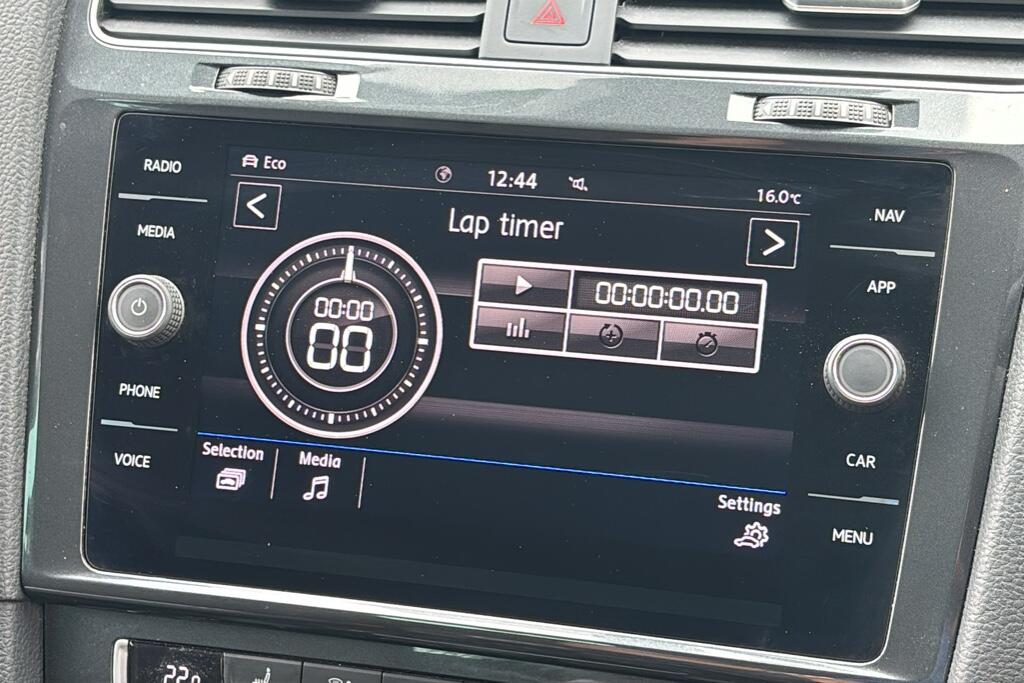 RADIO
MEDIA
PHONE
VOICE
Eco
12:44
16.0°C
<
Lap timer
>
00:00
00
00:00:00.00
Selection
Media
Settings
NAV
APP
CAR
MENU